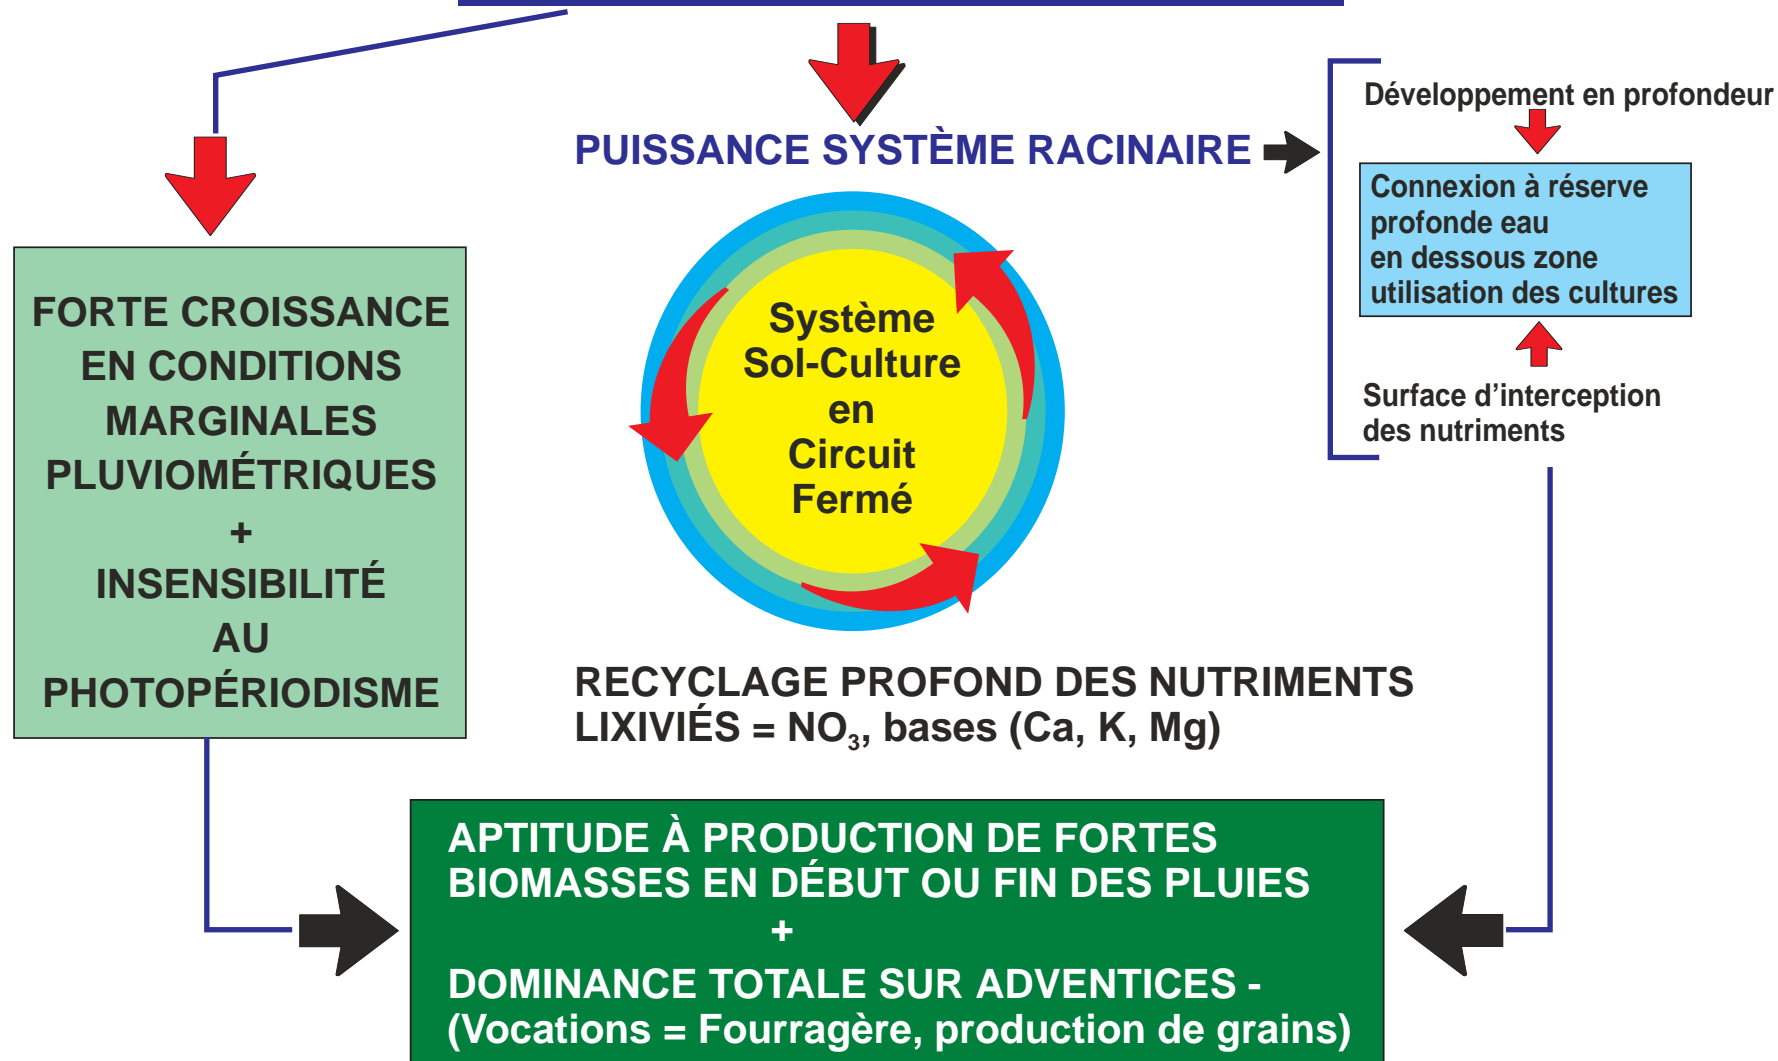 PUISSANCE SYSTÈME RACINAIRE
Développement en profondeur
Connexion à réserve
profonde eau
en dessous zone
utilisation des cultures
Surface d’interception
des nutriments
FORTE CROISSANCE
EN CONDITIONS
MARGINALES
PLUVIOMÉTRIQUES
+
INSENSIBILITÉ
AU
PHOTOPÉRIODISME
Système
Sol-Culture
en
Circuit
Fermé
RECYCLAGE PROFOND DES NUTRIMENTS
LIXIVIÉS = NO₃, bases (Ca, K, Mg)
APTITUDE À PRODUCTION DE FORTES
BIOMASSES EN DÉBUT OU FIN DES PLUIES
+
DOMINANCE TOTALE SUR ADVENTICES -
(Vocations = Fourragère, production de grains)